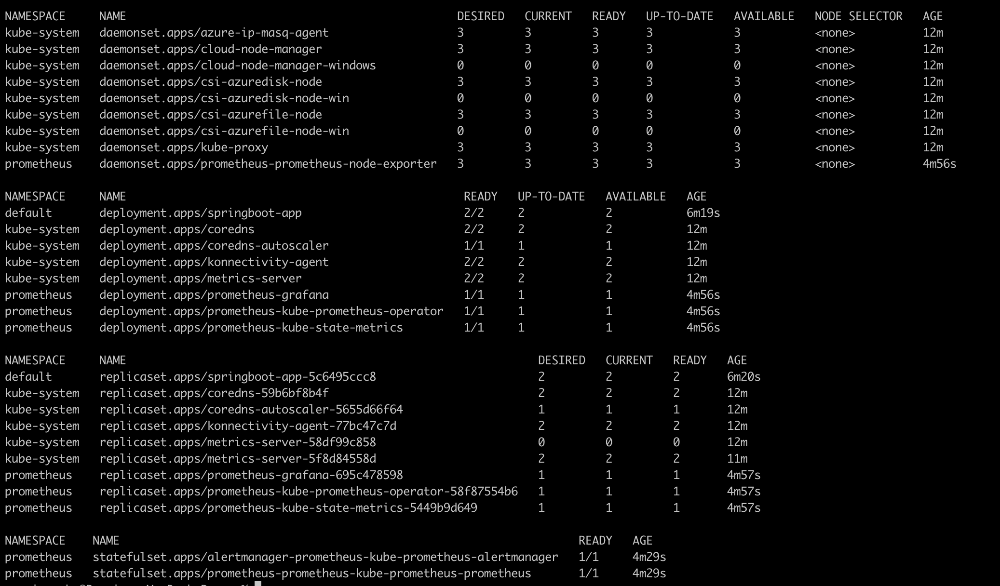 NAMESPACE NAME DESIRED CURRENT READY UP-TO-DATE AVAILABLE NODE SELECTOR AGE
kube-system daemonset.apps/azure-ip-masq-agent 3 3 3 3 3 <none> 12m
kube-system daemonset.apps/cloud-node-manager 3 3 3 3 3 <none> 12m
kube-system daemonset.apps/cloud-node-manager-windows 0 0 0 0 0 <none> 12m
kube-system daemonset.apps/csi-azuredisk-node 3 3 3 3 3 <none> 12m
kube-system daemonset.apps/csi-azuredisk-node-win 0 0 0 0 0 <none> 12m
kube-system daemonset.apps/csi-azurefile-node 3 3 3 3 3 <none> 12m
kube-system daemonset.apps/csi-azurefile-node-win 0 0 0 0 0 <none> 12m
kube-system daemonset.apps/kube-proxy 3 3 3 3 3 <none> 12m
prometheus daemonset.apps/prometheus-prometheus-node-exporter 3 3 3 3 3 <none> 4m56s
NAMESPACE NAME READY UP-TO-DATE AVAILABLE AGE
default deployment.apps/springboot-app 2/2 2 2 6m19s
kube-system deployment.apps/coredns 2/2 2 2 12m
kube-system deployment.apps/coredns-autoscaler 1/1 1 1 12m
kube-system deployment.apps/konnectivity-agent 2/2 2 2 12m
kube-system deployment.apps/metrics-server 2/2 2 2 12m
prometheus deployment.apps/prometheus-grafana 1/1 1 1 4m56s
prometheus deployment.apps/prometheus-kube-prometheus-operator 1/1 1 1 4m56s
prometheus deployment.apps/prometheus-kube-state-metrics 1/1 1 1 4m56s
NAMESPACE NAME DESIRED CURRENT READY AGE
default replicaset.apps/springboot-app-5c6495ccc8 2 2 2 6m20s
kube-system replicaset.apps/coredns-59b6bf8b4f 2 2 2 12m
kube-system replicaset.apps/coredns-autoscaler-5655d66f64 1 1 1 12m
kube-system replicaset.apps/konnectivity-agent-77bc47c7d 2 2 2 12m
kube-system replicaset.apps/metrics-server-58df99c858 0 0 0 12m
kube-system replicaset.apps/metrics-server-5f8d84558d 2 2 2 11m
prometheus replicaset.apps/prometheus-grafana-695c478598 1 1 1 4m57s
prometheus replicaset.apps/prometheus-kube-prometheus-operator-58f87554b6 1 1 1 4m57s
prometheus replicaset.apps/prometheus-kube-state-metrics-5449b9d649 1 1 1 4m57s
NAMESPACE NAME READY AGE
prometheus statefulset.apps/alertmanager-prometheus-kube-prometheus-alertmanager 1/1 4m29s
prometheus statefulset.apps/prometheus-prometheus-kube-prometheus-prometheus 1/1 4m29s